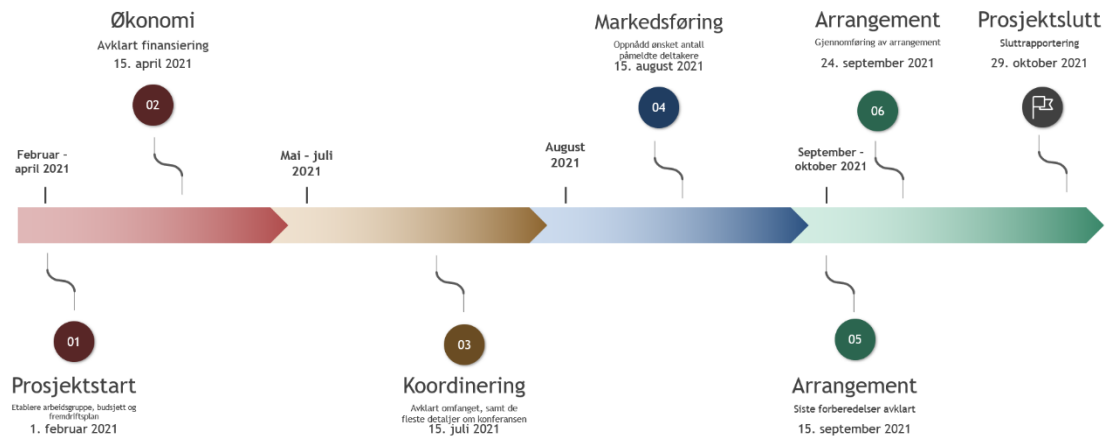 Økonomi
Avklart finansiering
15. april 2021
02
Markedsføring
Oppnådd ønsket antall
påmeldte deltakere
15. august 2021
04
Arrangement
Gjennomføring av arrangement
24. september 2021
06
Prosjektslutt
Sluttrapportering
29. oktober 2021
Februar –
april 2021
Mai – juli
2021
August
2021
September –
oktober 2021
01
Prosjektstart
Etablere arbeidsgruppe, budsjett og
fremdriftsplan
1. februar 2021
03
Koordinering
Avklart omfanget, samt de
fleste detaljer om konferansen
15. juli 2021
05
Arrangement
Siste forberedelser avklart
15. september 2021